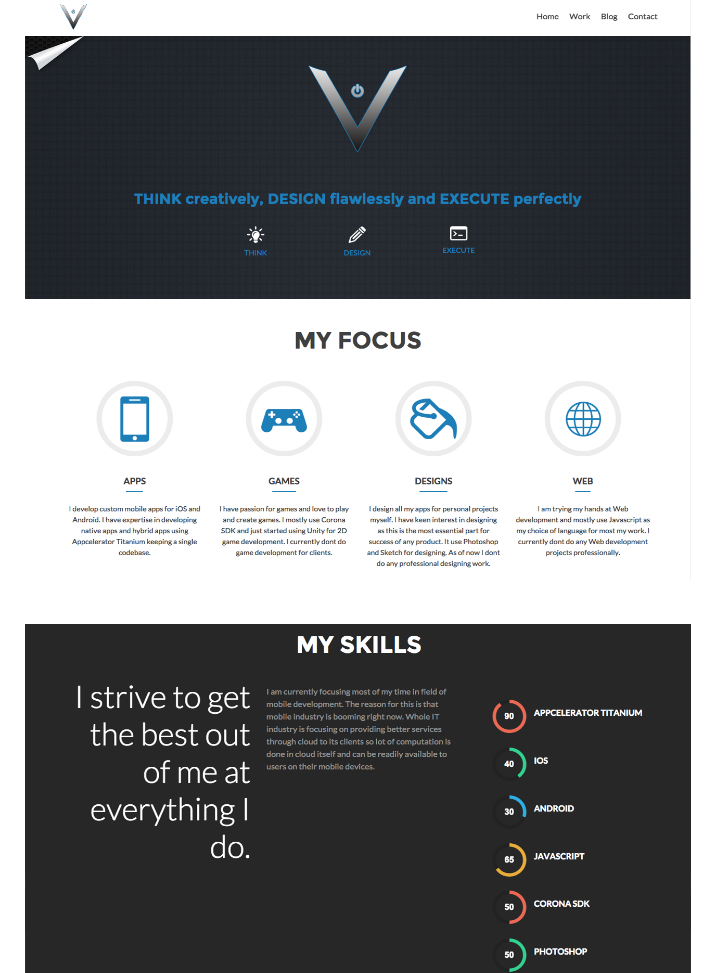 Home Work Blog Contact
THINK creatively, DESIGN flawlessly and EXECUTE perfectly
THINK DESIGN EXECUTE
MY FOCUS
APPS
I develop custom mobile apps for iOS and
Android. I have expertise in developing
native apps and hybrid apps using
Appcelerator Titanium keeping a single
codebase.
GAMES
I have passion for games and love to play
and create games. I mostly use Corona
SDK and just started using Unity for 2D
game development. I currently dont do
game development for clients.
DESIGNS
I design all my apps for personal projects
myself. I have keen interest in designing
as this is the most essential part for
success of any product. It use Photoshop
and Sketch for designing. As of now I dont
do any professional designing work.
WEB
I am trying my hands at Web
development and mostly use Javascript as
my choice of language for most my work. I
currently dont do any Web development
projects professionally.
MY SKILLS
I strive to get
the best out
of me at
everything I
do.
I am currently focusing most of my time in field of
mobile development. The reason for this is that
mobile industry is booming right now. Whole IT
industry is focusing on providing better services
through cloud to its clients so lot of computation is
done in cloud itself and can be readily available to
users on their mobile devices.
90 APPCELERATOR TITANIUM
40 IOS
30 ANDROID
65 JAVASCRIPT
50 CORONA SDK
50 PHOTOSHOP